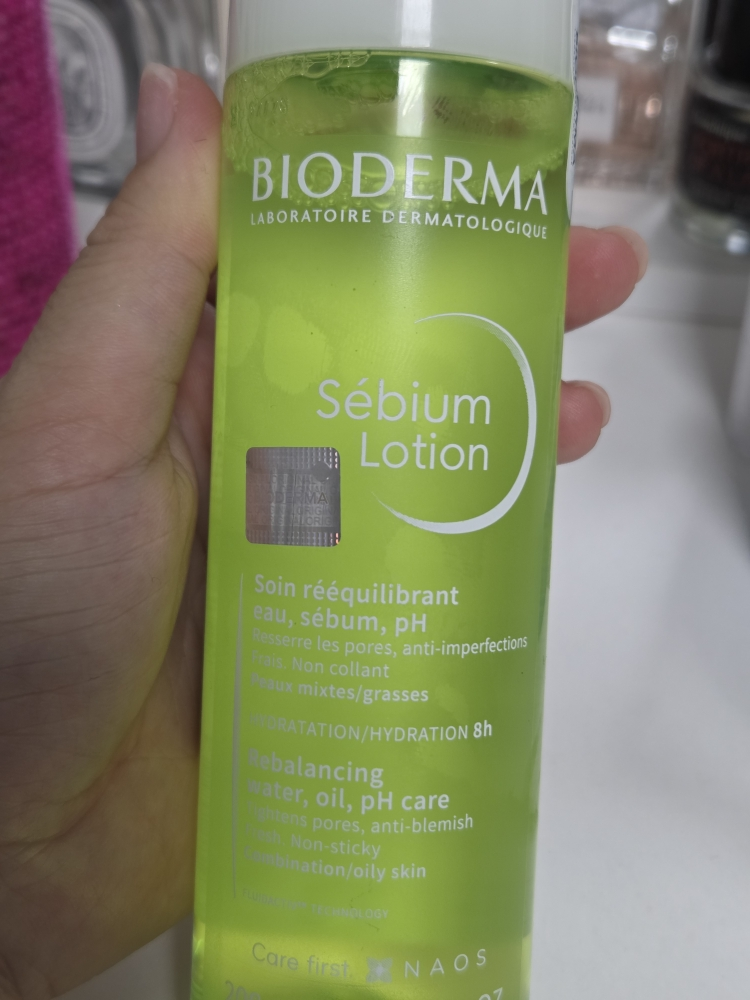 BIODERMA
LABORATOIRE DERMATOLOGIQUE
Sébium
Lotion
Soin rééquilibrant
eau, sébum, pH
Resserre les pores, anti-imperfections
Frais. Non collant
Peaux mixtes/grasses
HYDRATATION/HYDRATION 8h
Rebalancing
water, oil, pH care
Tightens pores, anti-blemish
Fresh. Non-sticky
Combination/oily skin
TECHNOLOGY
Care first. NAOS